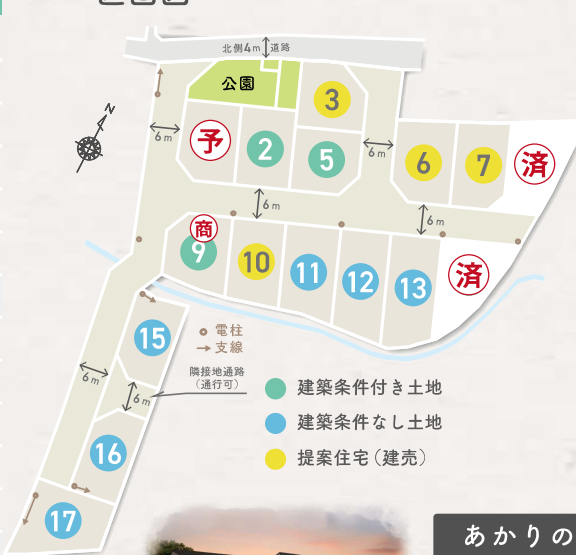 北側4m道路
公園
3
予
2
5
6m
6m
6
7
済
N
6m
6m
商
9
10
11
12
13
済
15
電柱
支線
隣接地通路
（通行可）
6m
6m
16
17
建築条件付き土地
建築条件なし土地
提案住宅（建売）
あかりの